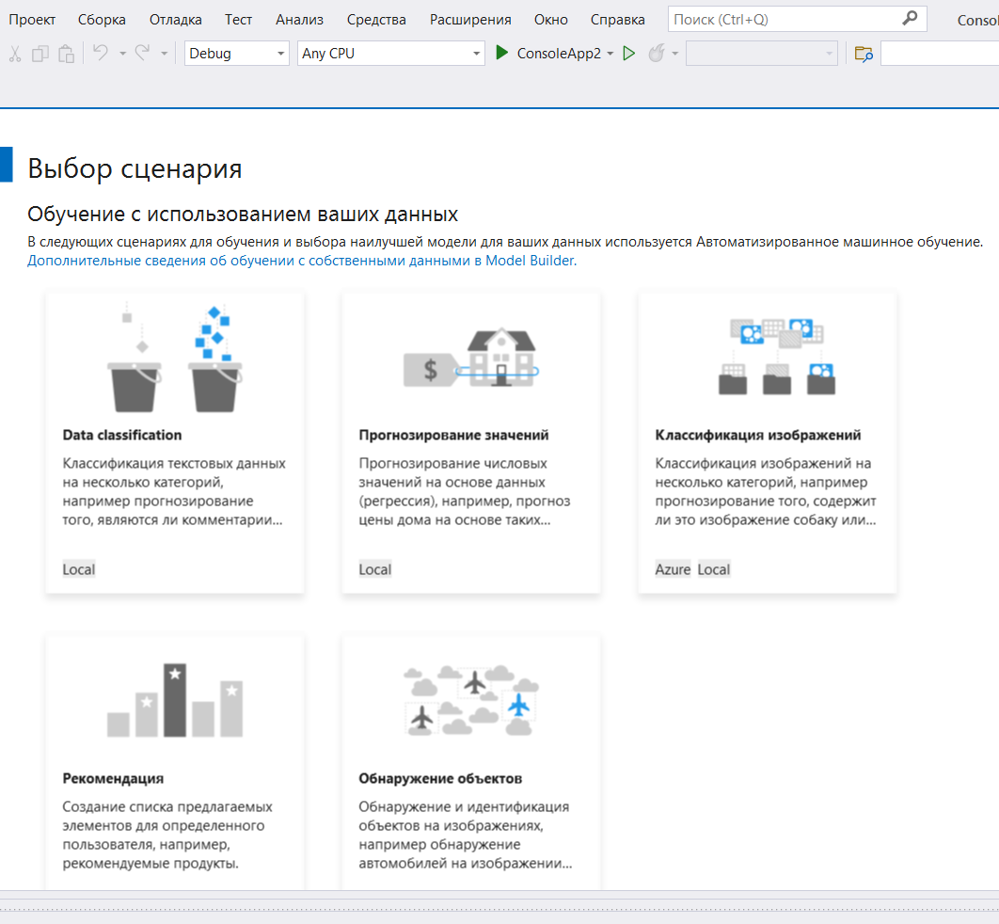 Проект Сборка Отладка Тест Анализ Средства Расширения Окно Справка Поиск (Ctrl+Q) Consol
Debug Any CPU ConsoleApp2
Выбор сценария
Обучение с использованием ваших данных
В следующих сценариях для обучения и выбора наилучшей модели для ваших данных используется Автоматизированное машинное обучение.
Дополнительные сведения об обучении с собственными данными в Model Builder.
$
Data classification
Классификация текстовых данных
на несколько категорий,
например прогнозирование
того, являются ли комментарии...
Local
Прогнозирование значений
Прогнозирование числовых
значений на основе данных
(регрессия), например, прогноз
цены дома на основе таких...
Local
Классификация изображений
Классификация изображений на
несколько категорий, например
прогнозирование того, содержит
ли это изображение собаку или...
Azure Local
Рекомендация
Создание списка предлагаемых
элементов для определенного
пользователя, например,
рекомендуемые продукты.
Обнаружение объектов
Обнаружение и идентификация
объектов на изображениях,
например обнаружение
автомобилей на изображении...